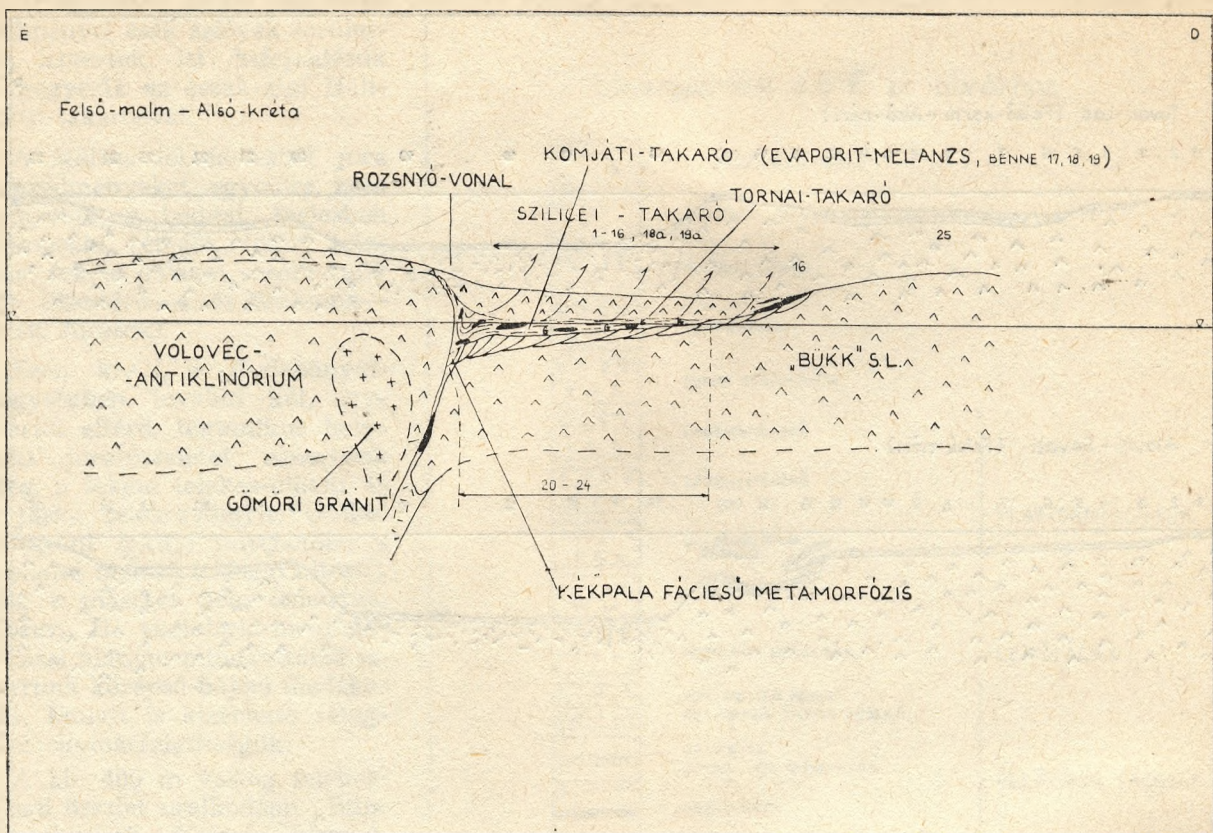 É
D
Felső-malm – Alsó-kréta
KOMJÁTI-TAKARÓ (EVAPORIT-MELANZS, BENNE 17, 18, 19)
ROZSNYÓ-VONAL
TORNAI-TAKARÓ
SZILICEI - TAKARÓ
1-16, 18a, 19a
25
16
G G G
VOLOVEC-
-ANTIKLINÓRIUM
„BÜKK" S.L.
20 - 24
GÖMÖRI GRÁNIT
KÉKPALA FÁCIESŰ METAMORFÓZIS